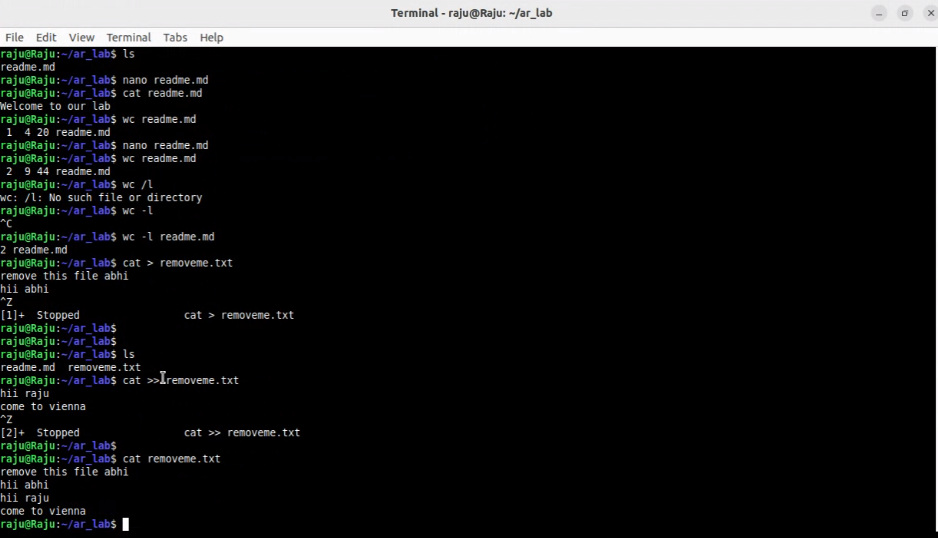 Terminal - raju@Raju: ~/ar_lab
File Edit View Terminal Tabs Help
raju@Raju:~/ar_lab$ ls
readme.md
raju@Raju:~/ar_lab$ nano readme.md
raju@Raju:~/ar_lab$ cat readme.md
Welcome to our lab
raju@Raju:~/ar_lab$ wc readme.md
 1  4 20 readme.md
raju@Raju:~/ar_lab$ nano readme.md
raju@Raju:~/ar_lab$ wc readme.md
 2  9 44 readme.md
raju@Raju:~/ar_lab$ wc /l
wc: /l: No such file or directory
raju@Raju:~/ar_lab$ wc -l
^C
raju@Raju:~/ar_lab$ wc -l readme.md
2 readme.md
raju@Raju:~/ar_lab$ cat > removeme.txt
remove this file abhi
hii abhi
^Z
[1]+  Stopped                 cat > removeme.txt
raju@Raju:~/ar_lab$
raju@Raju:~/ar_lab$
raju@Raju:~/ar_lab$ ls
readme.md  removeme.txt
raju@Raju:~/ar_lab$ cat >> removeme.txt
hii raju
come to vienna
^Z
[2]+  Stopped                 cat >> removeme.txt
raju@Raju:~/ar_lab$
raju@Raju:~/ar_lab$ cat removeme.txt
remove this file abhi
hii abhi
hii raju
come to vienna
raju@Raju:~/ar_lab$